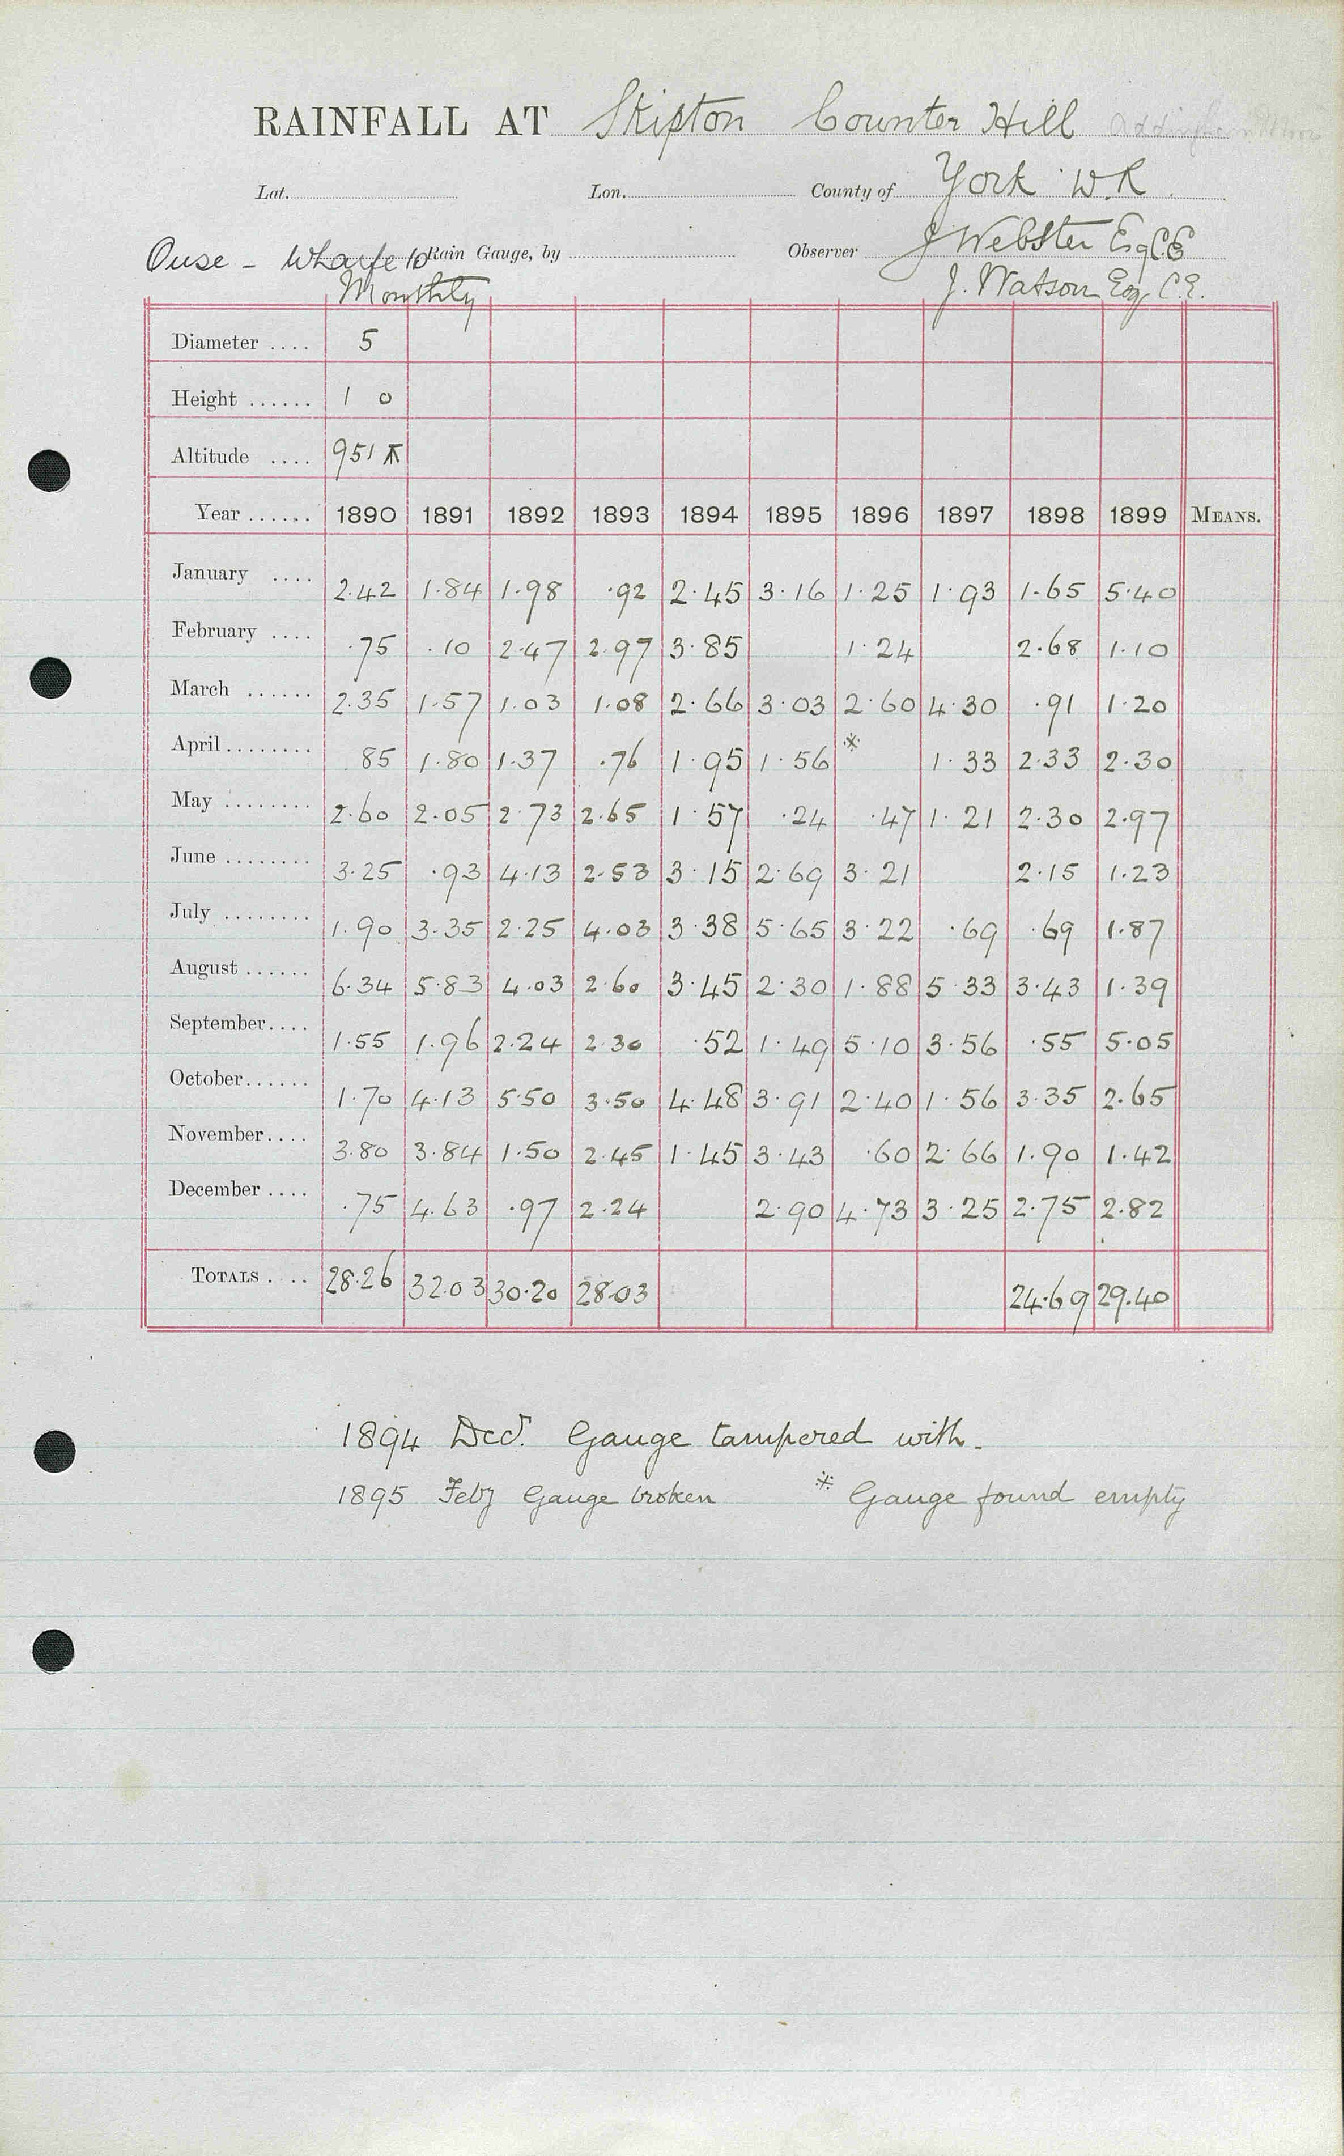 RAINFALL AT Skipton Counter Hill Addingham Moor
Lat. Lon. County of York W.R
Ouse - Wharfe 10 Rain Gauge, by Observer J Webster Esq CE
Monthly J. Watson Esq C.E.
Diameter .... 5
Height ...... 1 0
Altitude .... 951
Year ...... 1890 1891 1892 1893 1894 1895 1896 1897 1898 1899 MEANS.
January .... 2.42 1.84 1.98 .92 2.45 3.16 1.25 1.93 1.65 5.40
February .... .75 .10 2.47 2.97 3.85 1.24 2.68 1.10
March ...... 2.35 1.57 1.03 1.08 2.66 3.03 2.60 4.30 .91 1.20
April ........ 85 1.80 1.37 .76 1.95 1.56 * 1.33 2.33 2.30
May ........ 2.60 2.05 2.73 2.65 1.57 .24 .47 1.21 2.30 2.97
June ........ 3.25 .93 4.13 2.53 3.15 2.69 3.21 2.15 1.23
July ........ 1.90 3.35 2.25 4.03 3.38 5.65 3.22 .69 .69 1.87
August ...... 6.34 5.83 4.03 2.60 3.45 2.30 1.88 5.33 3.43 1.39
September.... 1.55 1.96 2.24 2.30 .52 1.49 5.10 3.56 .55 5.05
October...... 1.70 4.13 5.50 3.50 4.48 3.91 2.40 1.56 3.35 2.65
November.... 3.80 3.84 1.50 2.45 1.45 3.43 .60 2.66 1.90 1.42
December .... .75 4.63 .97 2.24 2.90 4.73 3.25 2.75 2.82
TOTALS .... 28.26 32.03 30.20 28.03 24.69 29.40
1894 Decr. Gauge tampered with.
1895 Feby Gauge broken * Gauge found empty